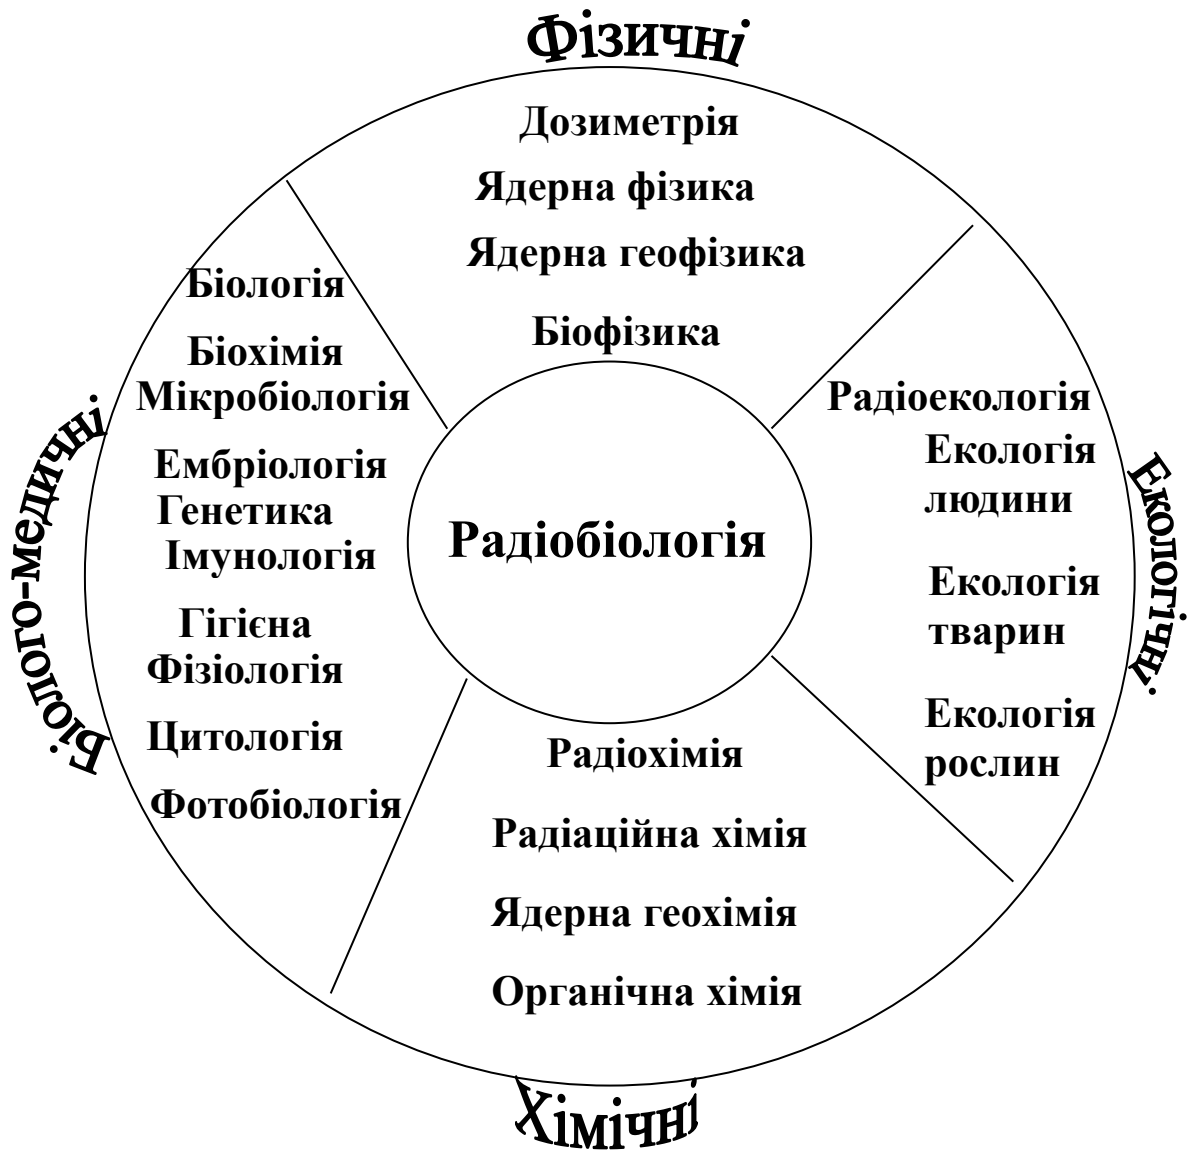 Фізичні
Дозиметрія
Ядерна фізика
Ядерна геофізика
Біофізика
Біолого-медичні
Біологія
Біохімія
Мікробіологія
Ембріологія
Генетика
Імунологія
Гігієна
Фізіологія
Цитологія
Фотобіологія
Радіобіологія
Екологічні
Радіоекологія
Екологія
людини
Екологія
тварин
Екологія
рослин
Радіохімія
Радіаційна хімія
Ядерна геохімія
Органічна хімія
Хімічні